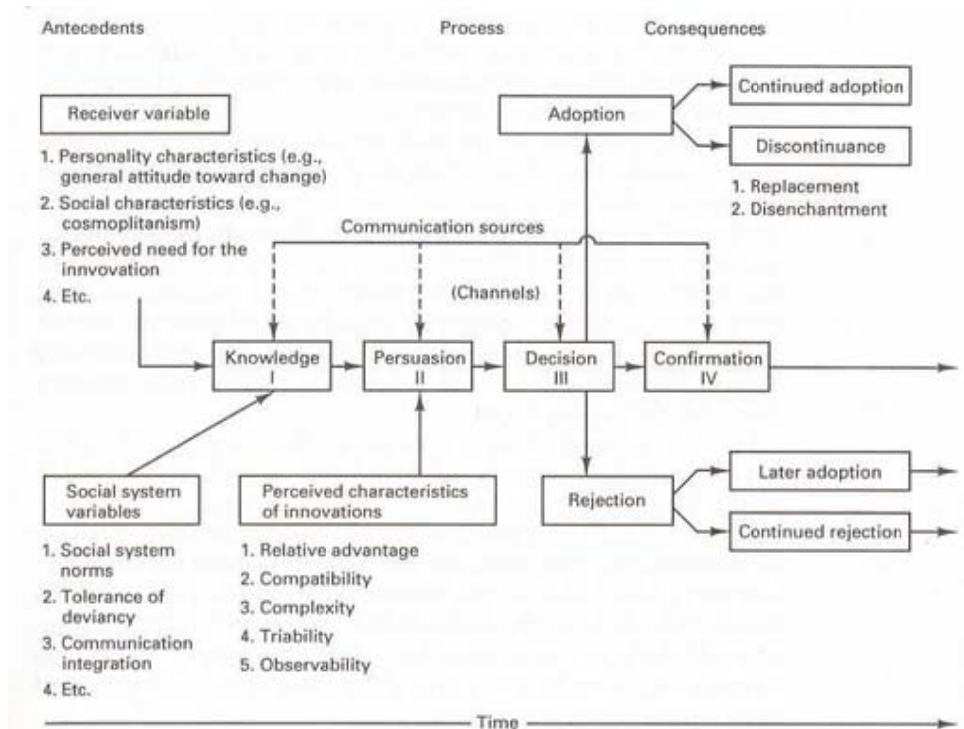 Antecedents
Process
Consequences
Receiver variable
1. Personality characteristics (e.g.,
general attitude toward change)
2. Social characteristics (e.g.,
cosmoplitanism)
3. Perceived need for the
innvovation
4. Etc.
Adoption
Continued adoption
Discontinuance
1. Replacement
2. Disenchantment
Communication sources
(Channels)
Knowledge
I
Persuasion
II
Decision
III
Confirmation
IV
Social system
variables
1. Social system
norms
2. Tolerance of
deviancy
3. Communication
integration
4. Etc.
Perceived characteristics
of innovations
1. Relative advantage
2. Compatibility
3. Complexity
4. Triability
5. Observability
Rejection
Later adoption
Continued rejection
Time